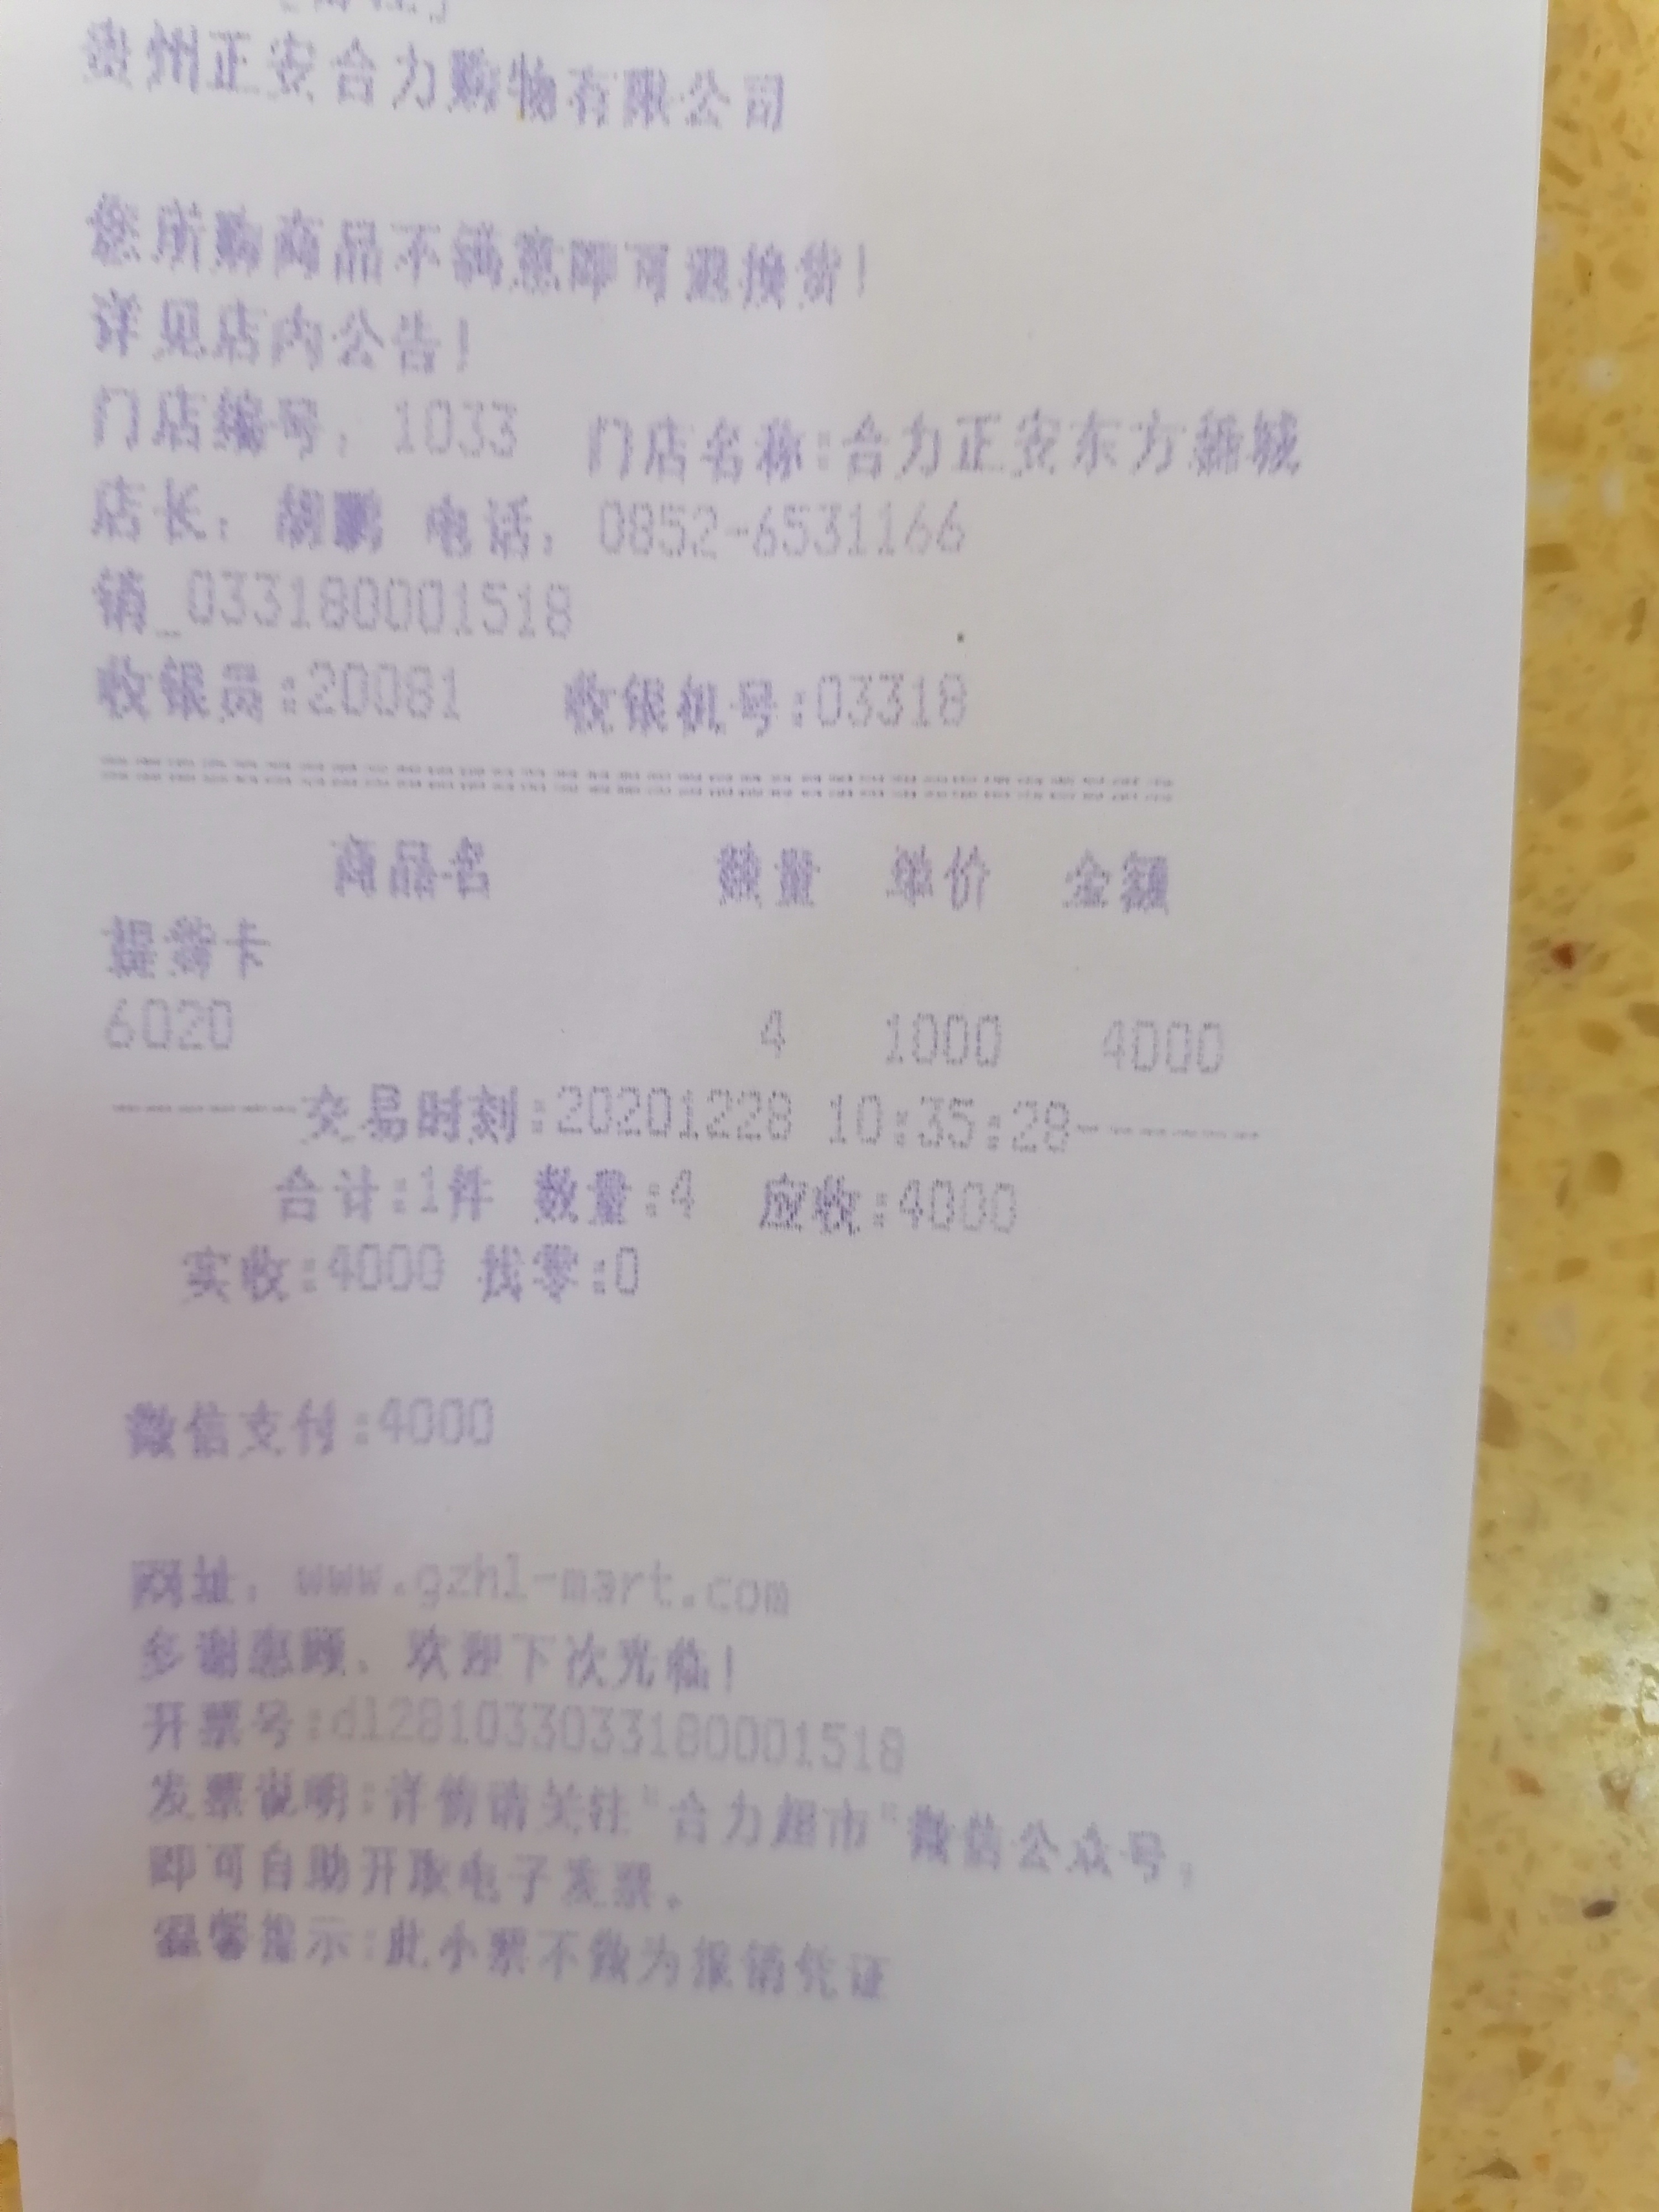 贵州正安合力购物有限公司
您所购商品不满意即可退换货!
详见店内公告!
门店编号：1033 门店名称:合力正安东方新城
店长：胡鹏 电话：0852-6531166
销_033180001518
收银员:20081 收银机号:03318
商品名 数量 单价 金额
提货卡
6020 4 1000 4000
------交易时刻:20201228 10:35:28------
合计:1件 数量:4 应收:4000
实收:4000 找零:0
微信支付:4000
网址：www.gzhl-mart.com
多谢惠顾、欢迎下次光临!
开票号:d1281033033180001518
发票说明:详情请关注"合力超市"微信公众号，
即可自助开取电子发票。
温馨提示:此小票不做为报销凭证